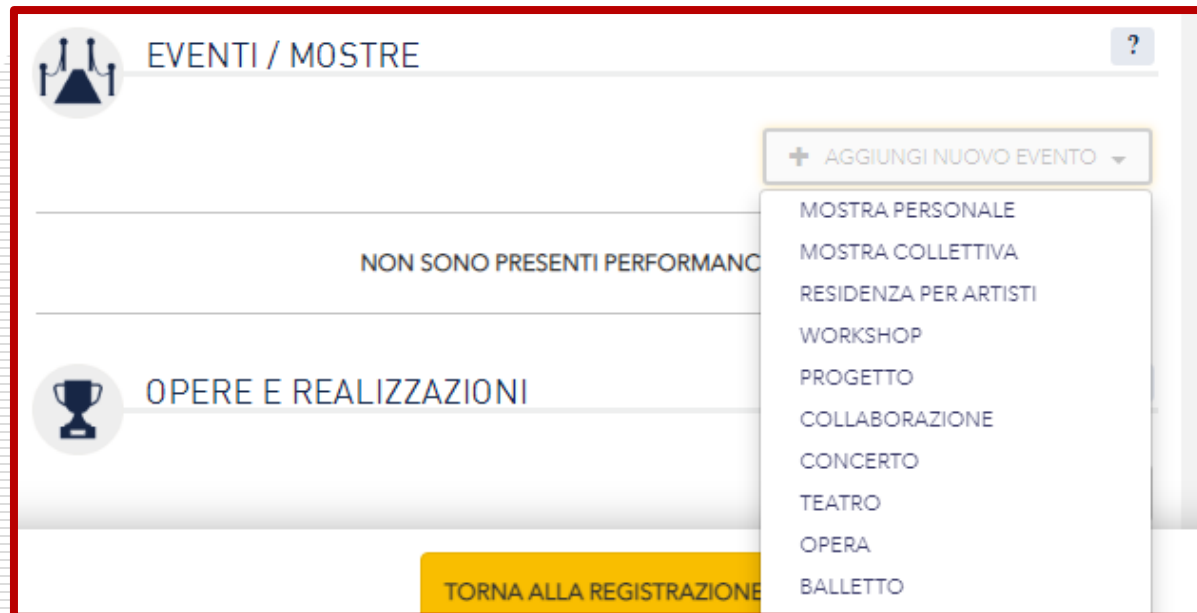 EVENTI / MOSTRE
?
AGGIUNGI NUOVO EVENTO
MOSTRA PERSONALE
MOSTRA COLLETTIVA
NON SONO PRESENTI PERFORMANC
RESIDENZA PER ARTISTI
WORKSHOP
PROGETTO
OPERE E REALIZZAZIONI
COLLABORAZIONE
CONCERTO
TEATRO
OPERA
BALLETTO
TORNA ALLA REGISTRAZIONE